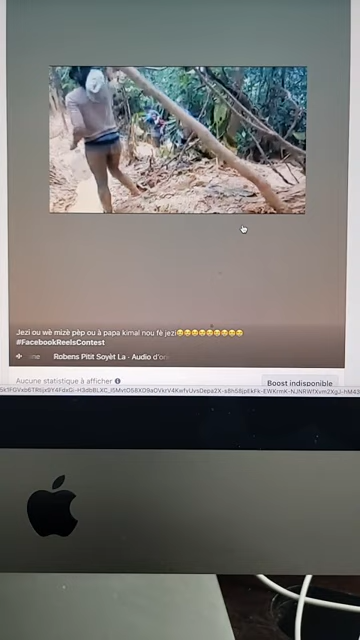 Jezi ou wè mizè pèp ou à papa kimal nou fè jezi😢😢😢😢😢😢😢😢😢
#FacebookReelsContest
Robens Pitit Soyèt La · Audio d'ori
Aucune statistique à afficher
Boost indisponible